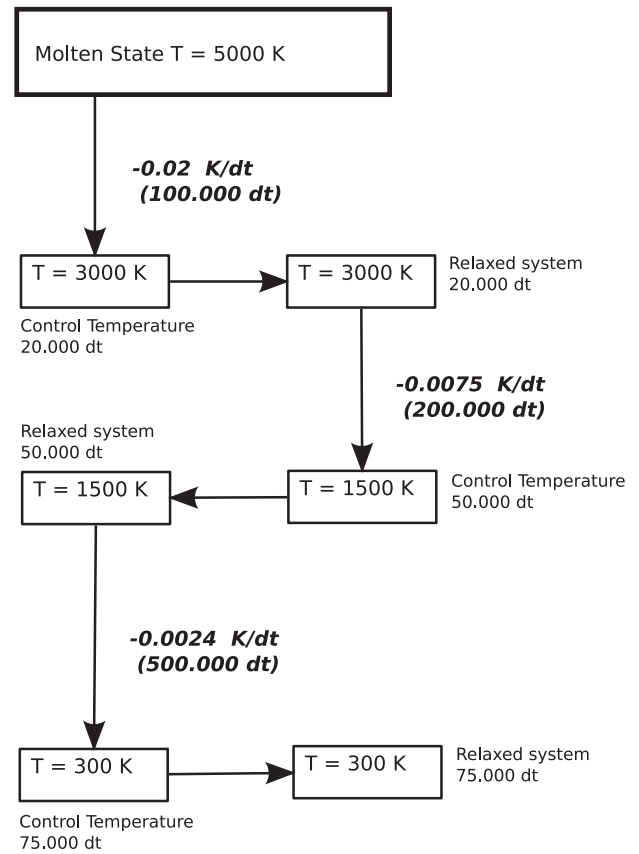 Molten State T = 5000 K
-0.02 K/dt
(100.000 dt)
T = 3000 K
T = 3000 K
Relaxed system
20.000 dt
Control Temperature
20.000 dt
-0.0075 K/dt
(200.000 dt)
Relaxed system
50.000 dt
T = 1500 K
T = 1500 K
Control Temperature
50.000 dt
-0.0024 K/dt
(500.000 dt)
T = 300 K
T = 300 K
Relaxed system
75.000 dt
Control Temperature
75.000 dt